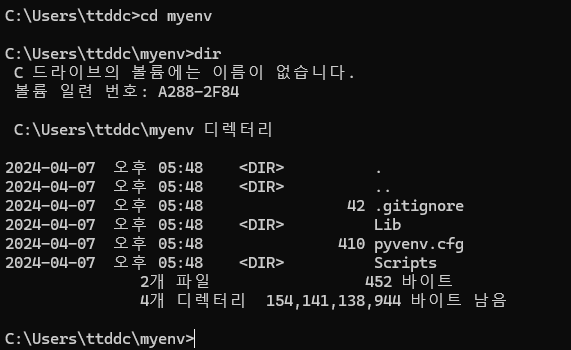 C:\Users\ttddc>cd myenv
C:\Users\ttddc\myenv>dir
 C 드라이브의 볼륨에는 이름이 없습니다.
 볼륨 일련 번호: A288-2F84
 C:\Users\ttddc\myenv 디렉터리
2024-04-07  오후 05:48    <DIR>          .
2024-04-07  오후 05:48    <DIR>          ..
2024-04-07  오후 05:48                42 .gitignore
2024-04-07  오후 05:48    <DIR>          Lib
2024-04-07  오후 05:48               410 pyvenv.cfg
2024-04-07  오후 05:48    <DIR>          Scripts
               2개 파일                 452 바이트
               4개 디렉터리  154,141,138,944 바이트 남음
C:\Users\ttddc\myenv>